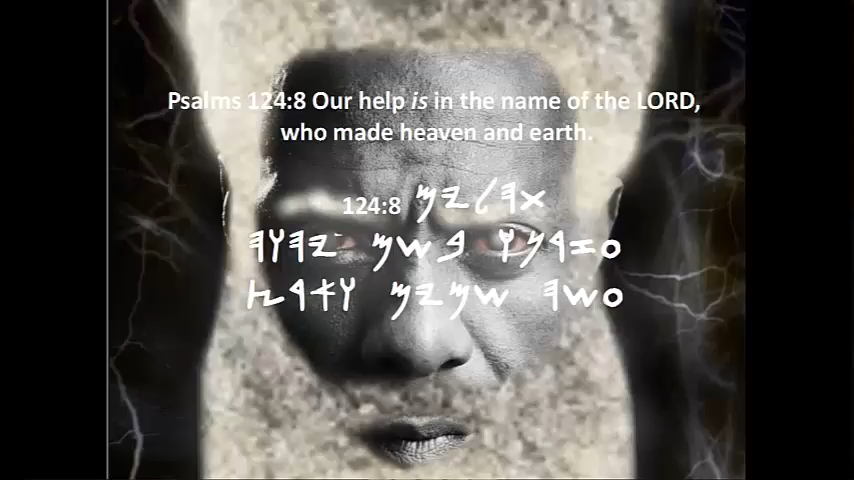 Psalms 124:8 Our help is in the name of the LORD,
who made heaven and earth.
𐤕𐤄𐤋𐤉𐤌 124:8
𐤏𐤆𐤓𐤍𐤅 𐤁𐤔𐤌 𐤉𐤄𐤅𐤄
𐤏𐤔𐤄 𐤔𐤌𐤉𐤌 𐤅𐤀𐤓𐤑